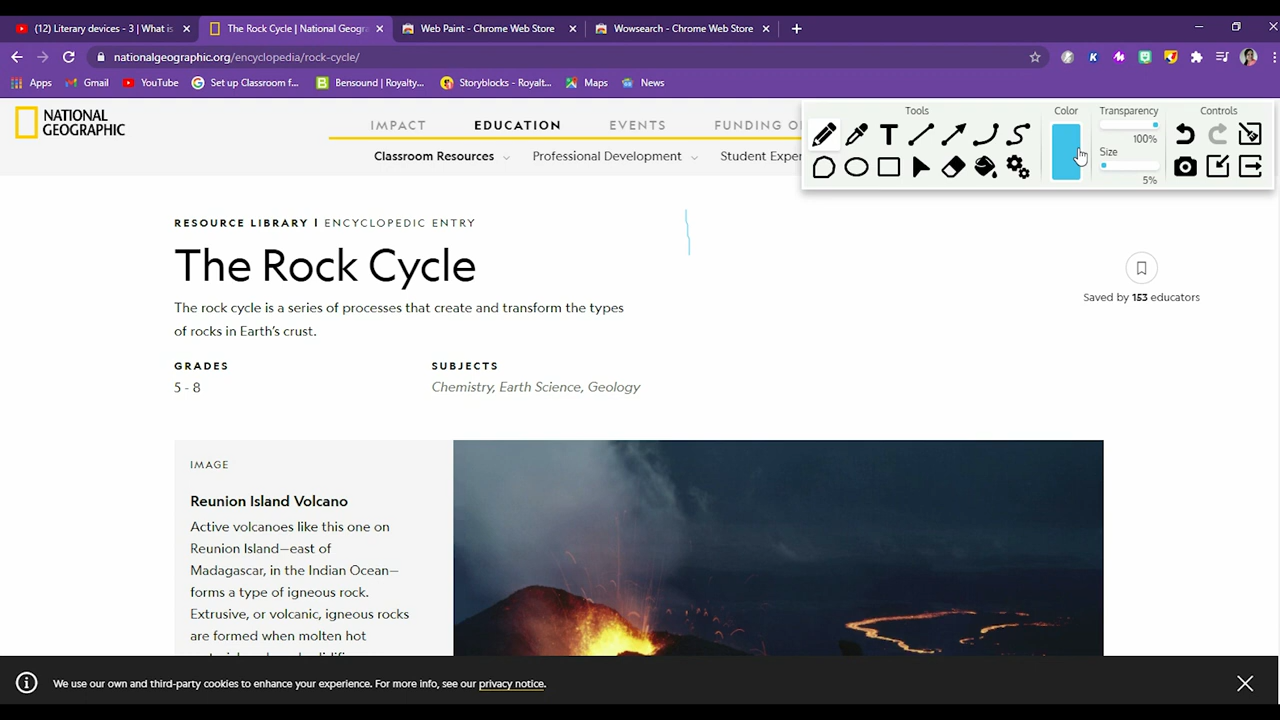 (12) Literary devices - 3 | What is
The Rock Cycle | National Geogra
Web Paint - Chrome Web Store
Wowsearch - Chrome Web Store
nationalgeographic.org/encyclopedia/rock-cycle/
Apps
Gmail
YouTube
Set up Classroom f...
Bensound | Royalty...
Storyblocks - Royalt...
Maps
News
NATIONAL
GEOGRAPHIC
IMPACT
EDUCATION
EVENTS
FUNDING O
Classroom Resources
Professional Development
Student Exper
Tools
Color
Transparency
Controls
100%
Size
5%
RESOURCE LIBRARY | ENCYCLOPEDIC ENTRY
The Rock Cycle
The rock cycle is a series of processes that create and transform the types
of rocks in Earth's crust.
Saved by 153 educators
GRADES
5 - 8
SUBJECTS
Chemistry, Earth Science, Geology
IMAGE
Reunion Island Volcano
Active volcanoes like this one on
Reunion Island—east of
Madagascar, in the Indian Ocean—
forms a type of igneous rock.
Extrusive, or volcanic, igneous rocks
are formed when molten hot
We use our own and third-party cookies to enhance your experience. For more info, see our privacy notice.